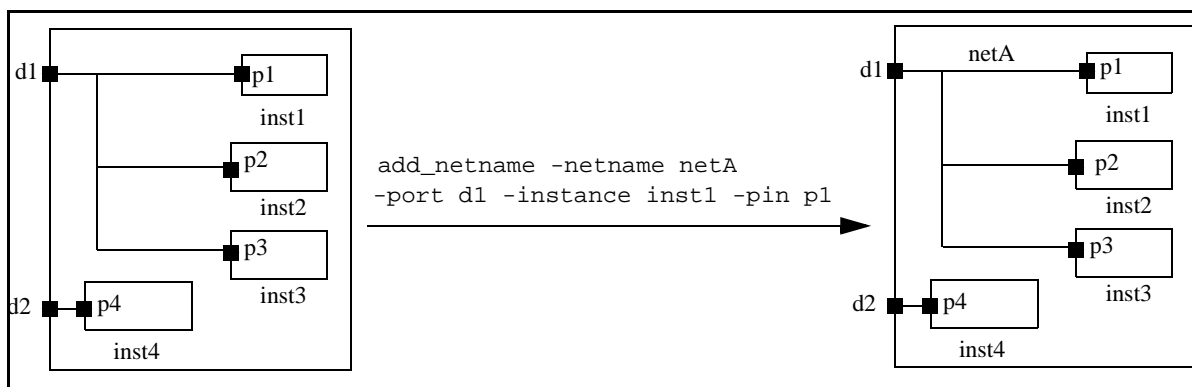 d1
p1
inst1
p2
inst2
p3
inst3
d2
p4
inst4
add_netname -netname netA
-port d1 -instance inst1 -pin p1
netA
d1
p1
inst1
p2
inst2
p3
inst3
d2
p4
inst4